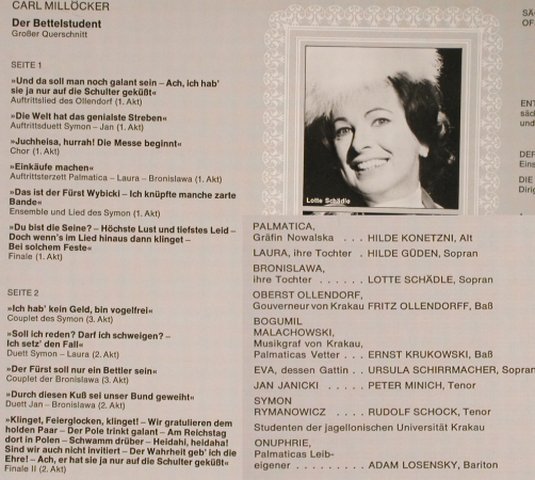 CARL MILLÖCKER
Der Bettelstudent
Großer Querschnitt
SEITE 1
»Und da soll man noch galant sein – Ach, ich hab'
sie ja nur auf die Schulter geküßt«
Auftrittslied des Ollendorf (1. Akt)
»Die Welt hat das genialste Streben«
Auftrittsduett Symon – Jan (1. Akt)
»Juchheisa, hurrah! Die Messe beginnt«
Chor (1. Akt)
»Einkäufe machen«
Auftrittsterzett Palmatica – Laura – Bronislawa (1. Akt)
»Das ist der Fürst Wybicki – Ich knüpfte manche zarte
Bande«
Ensemble und Lied des Symon (1. Akt)
»Du bist die Seine? – Höchste Lust und tiefstes Leid –
Doch wenn's im Lied hinaus dann klinget –
Bei solchem Feste«
Finale (1. Akt)
SEITE 2
»Ich hab' kein Geld, bin vogelfrei«
Couplet des Symon (3. Akt)
»Soll ich reden? Darf ich schweigen? –
Ich setz' den Fall«
Duett Symon – Laura (2. Akt)
»Der Fürst soll nur ein Bettler sein«
Couplet der Bronislawa (3. Akt)
»Durch diesen Kuß sei unser Bund geweiht«
Duett Jan – Bronislawa (2. Akt)
»Klinget, Feierglocken, klinget! – Wir gratulieren dem
holden Paar – Der Pole trinkt galant – Am Reichstag
dort in Polen – Schwamm drüber – Heidahi, heldaha!
Sind wir auch nicht invitiert – Der Wahrheit geb' ich die
Ehre! – Ach, er hat sie ja nur auf die Schulter geküßt«
Finale II (2. Akt)
Lotte Schädle
PALMATICA,
Gräfin Nowalska . . . . HILDE KONETZNI, Alt
LAURA, ihre Tochter . HILDE GÜDEN, Sopran
BRONISLAWA,
ihre Tochter . . . . . . LOTTE SCHÄDLE, Sopran
OBERST OLLENDORF,
Gouverneur von Krakau FRITZ OLLENDORFF, Baß
BOGUMIL
MALACHOWSKI,
Musikgraf von Krakau,
Palmaticas Vetter . . . ERNST KRUKOWSKI, Baß
EVA, dessen Gattin . . URSULA SCHIRRMACHER, Sopran
JAN JANICKI . . . . . PETER MINICH, Tenor
SYMON
RYMANOWICZ . . . . RUDOLF SCHOCK, Tenor
Studenten der jagellonischen Universität Krakau
ONUPHRIE,
Palmaticas Leib-
eigener . . . . . . . . . ADAM LOSENSKY, Bariton
SÄ
OF
ENT
säch
und
DER
Eins
DIE
Dirig